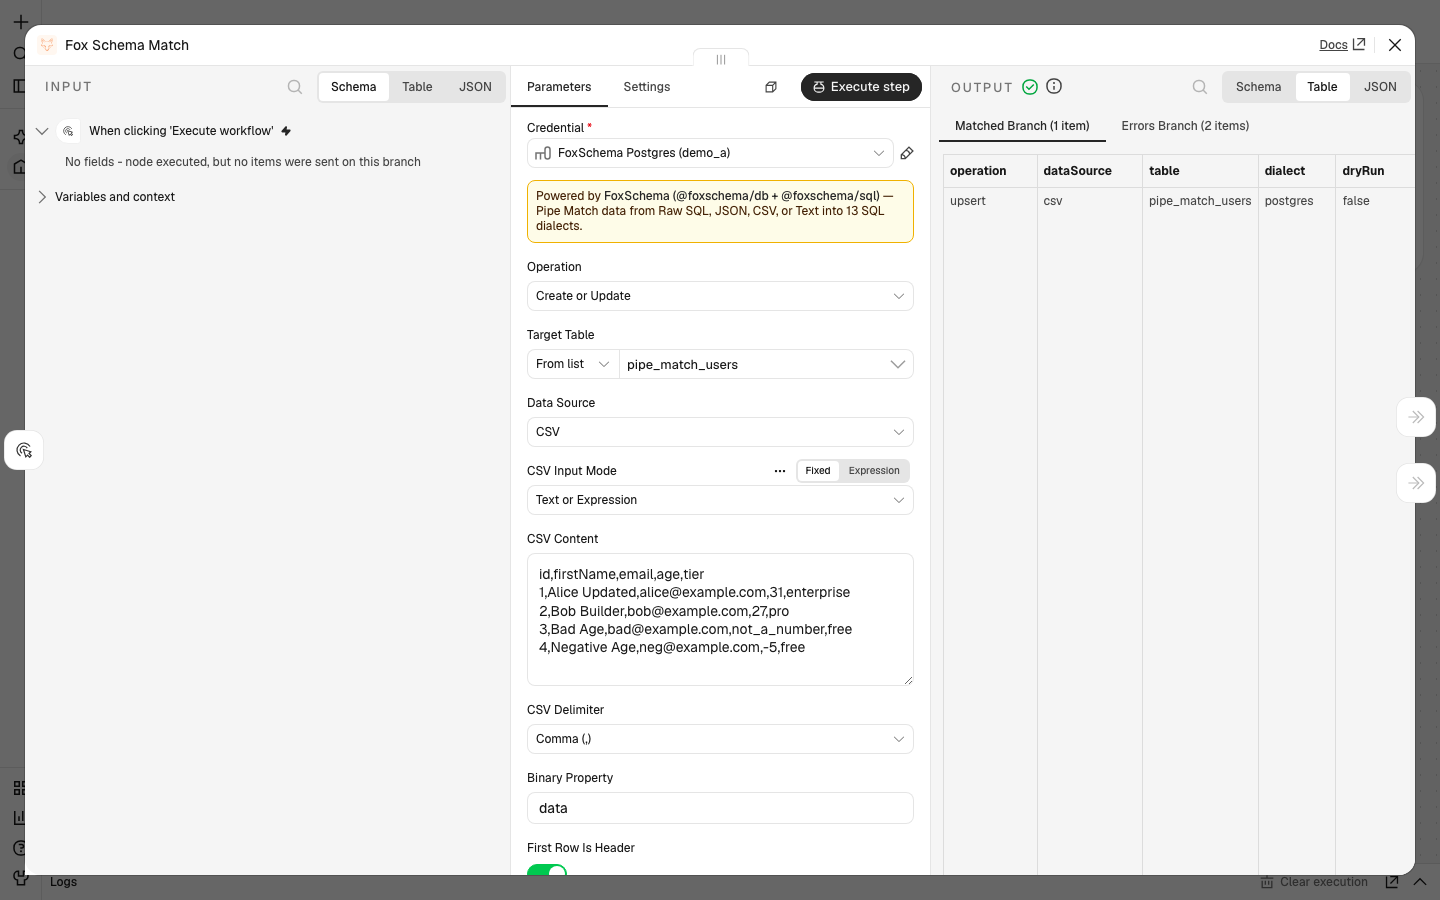 Fox Schema Match
Docs
INPUT
Schema
Table
JSON
When clicking 'Execute workflow'
No fields - node executed, but no items were sent on this branch
Variables and context
Parameters
Settings
Execute step
Credential *
FoxSchema Postgres (demo_a)
Powered by FoxSchema (@foxschema/db + @foxschema/sql) —
Pipe Match data from Raw SQL, JSON, CSV, or Text into 13 SQL
dialects.
Operation
Create or Update
Target Table
From list
pipe_match_users
Data Source
CSV
CSV Input Mode
Fixed
Expression
Text or Expression
CSV Content
id,firstName,email,age,tier
1,Alice Updated,alice@example.com,31,enterprise
2,Bob Builder,bob@example.com,27,pro
3,Bad Age,bad@example.com,not_a_number,free
4,Negative Age,neg@example.com,-5,free
CSV Delimiter
Comma (,)
Binary Property
data
First Row Is Header
OUTPUT
Schema
Table
JSON
Matched Branch (1 item)
Errors Branch (2 items)
operation dataSource table dialect dryRun
upsert csv pipe_match_users postgres false
Logs
Clear execution